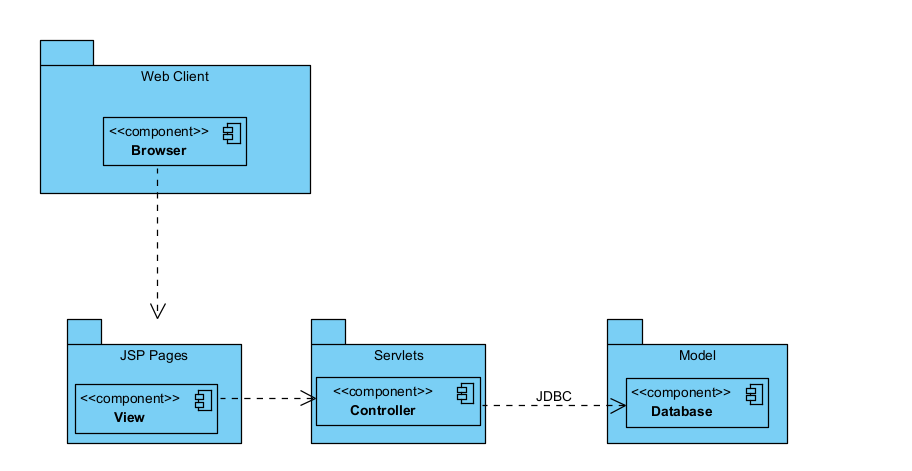 Web Client
<<component>>
Browser
JSP Pages
<<component>>
View
Servlets
<<component>>
Controller
JDBC
Model
<<component>>
Database